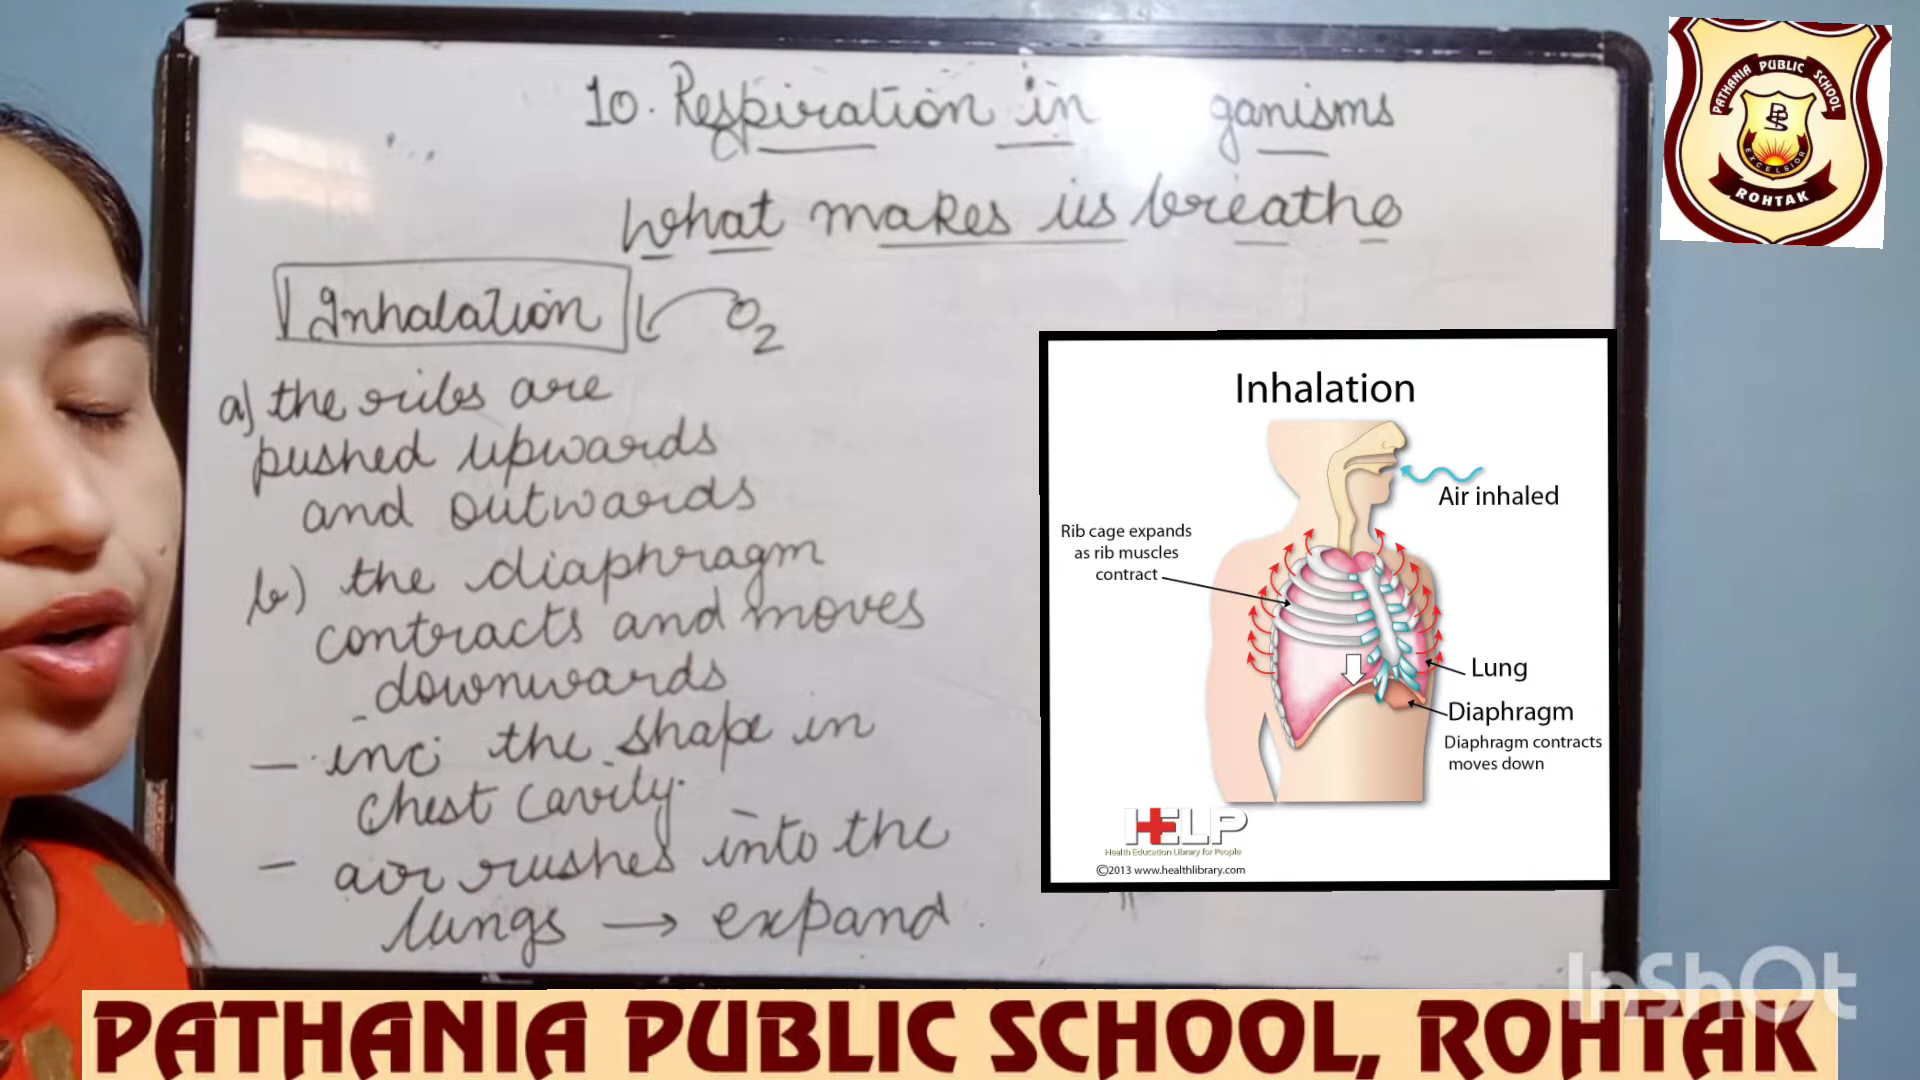 10. Respiration in ganisms
What makes us breathe
Inhalation
O2
a) the ribs are
pushed upwards
and outwards
b) the diaphragm
contracts and moves
downwards
- inc the shape in
Chest Cavity.
- air rushes into the
lungs → expand
PATHANIA PUBLIC SCHOOL
EXCELSIOR
ROHTAK
Inhalation
Air inhaled
Rib cage expands
as rib muscles
contract
Lung
Diaphragm
Diaphragm contracts
moves down
HELP
Health Education Library for People
©2013 www.healthlibrary.com
InShOt
PATHANIA PUBLIC SCHOOL, ROHTAK